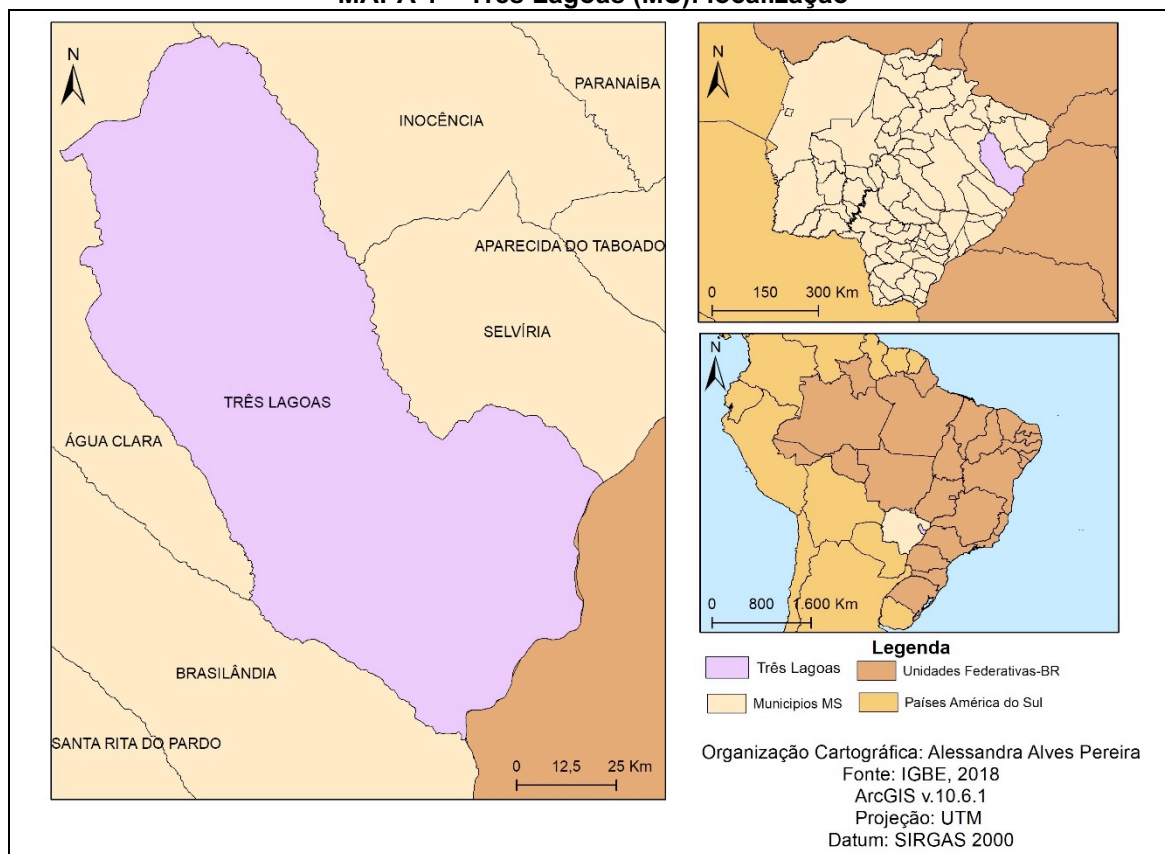 MAPA 1 – Três Lagoas (MS): localização
N
PARANAÍBA
INOCÊNCIA
APARECIDA DO TABOADO
SELVÍRIA
TRÊS LAGOAS
ÁGUA CLARA
BRASILÂNDIA
SANTA RITA DO PARDO
0 12,5 25 Km
N
0 150 300 Km
N
0 800 1.600 Km
Legenda
Três Lagoas
Unidades Federativas-BR
Municipios MS
Países América do Sul
Organização Cartográfica: Alessandra Alves Pereira
Fonte: IGBE, 2018
ArcGIS v.10.6.1
Projeção: UTM
Datum: SIRGAS 2000